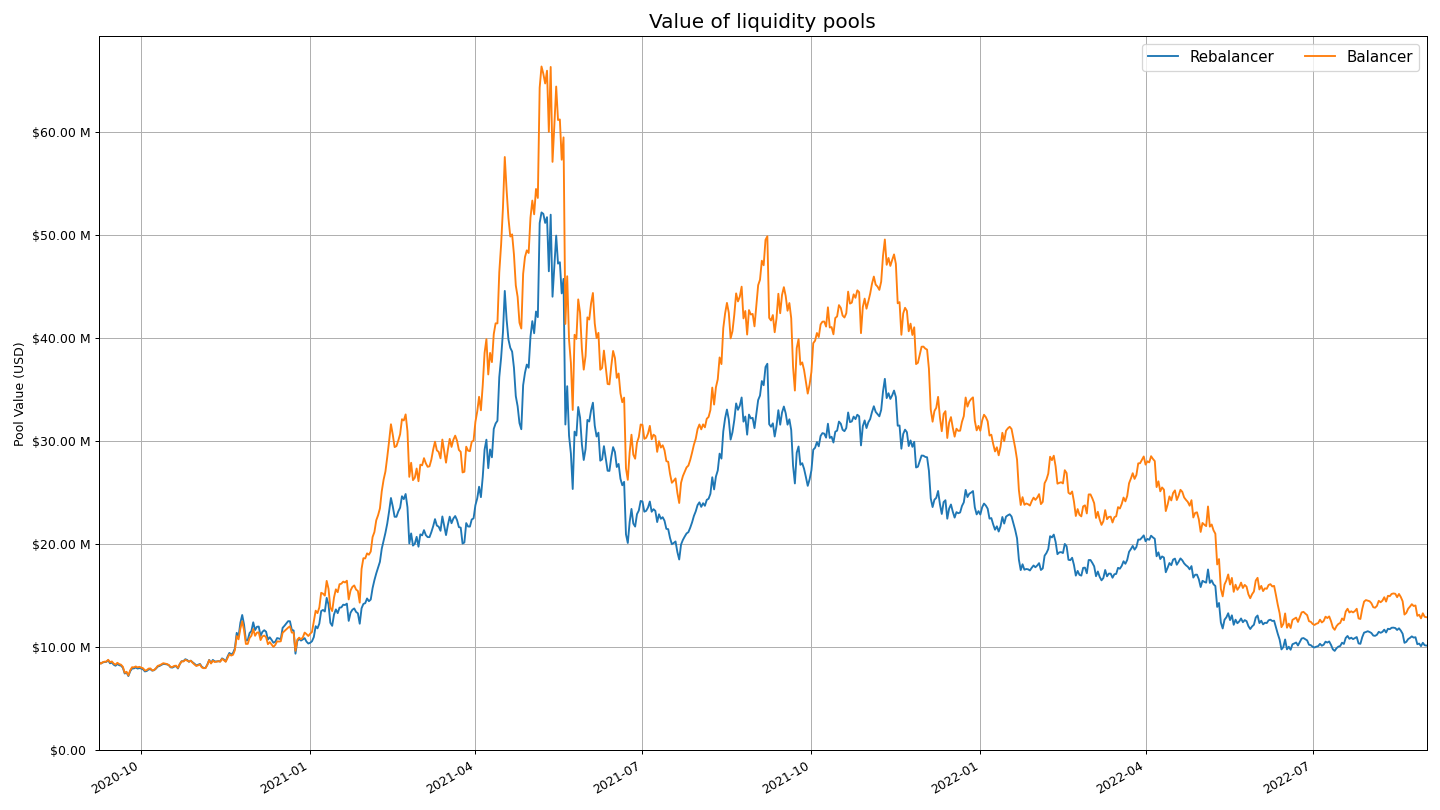 Value of liquidity pools
Rebalancer
Balancer
Pool Value (USD)
$60.00 M
$50.00 M
$40.00 M
$30.00 M
$20.00 M
$10.00 M
$0.00
2020-10
2021-01
2021-04
2021-07
2021-10
2022-01
2022-04
2022-07